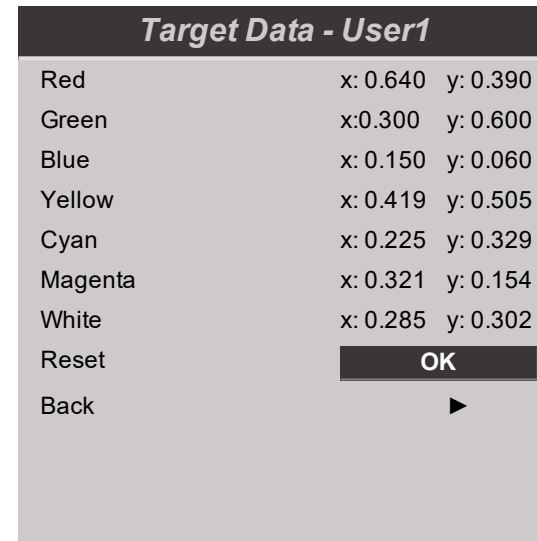 Target Data - User1
Red x: 0.640 y: 0.390
Green x:0.300 y: 0.600
Blue x: 0.150 y: 0.060
Yellow x: 0.419 y: 0.505
Cyan x: 0.225 y: 0.329
Magenta x: 0.321 y: 0.154
White x: 0.285 y: 0.302
Reset OK
Back ►